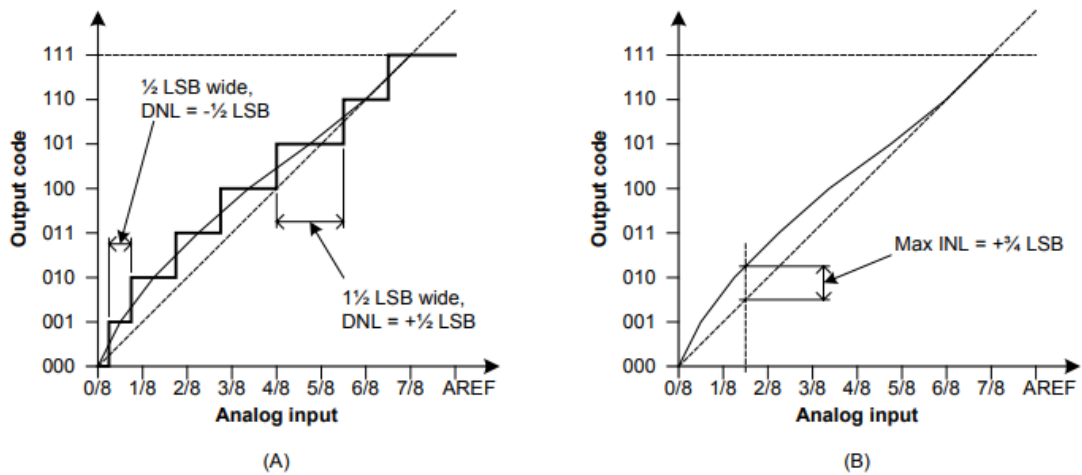 111
110
101
100
011
010
001
000
Output code
½ LSB wide,
DNL = -½ LSB
1½ LSB wide,
DNL = +½ LSB
0/8 1/8 2/8 3/8 4/8 5/8 6/8 7/8 AREF
Analog input
(A)
111
110
101
100
011
010
001
000
Output code
Max INL = +¾ LSB
0/8 1/8 2/8 3/8 4/8 5/8 6/8 7/8 AREF
Analog input
(B)